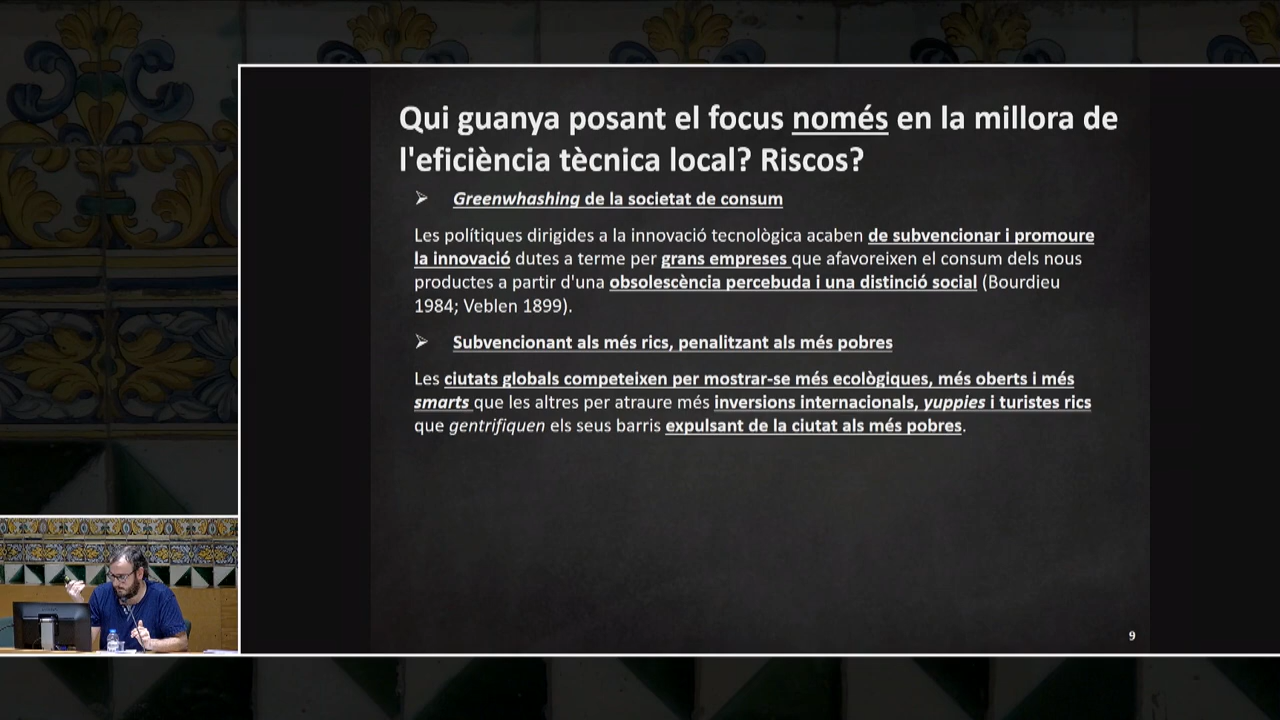 Qui guanya posant el focus només en la millora de
l'eficiència tècnica local? Riscos?
Greenwhashing de la societat de consum
Les polítiques dirigides a la innovació tecnològica acaben de subvencionar i promoure
la innovació dutes a terme per grans empreses que afavoreixen el consum dels nous
productes a partir d'una obsolescència percebuda i una distinció social (Bourdieu
1984; Veblen 1899).
Subvencionant als més rics, penalitzant als més pobres
Les ciutats globals competeixen per mostrar-se més ecològiques, més oberts i més
smarts que les altres per atraure més inversions internacionals, yuppies i turistes rics
que gentrifiquen els seus barris expulsant de la ciutat als més pobres.
9